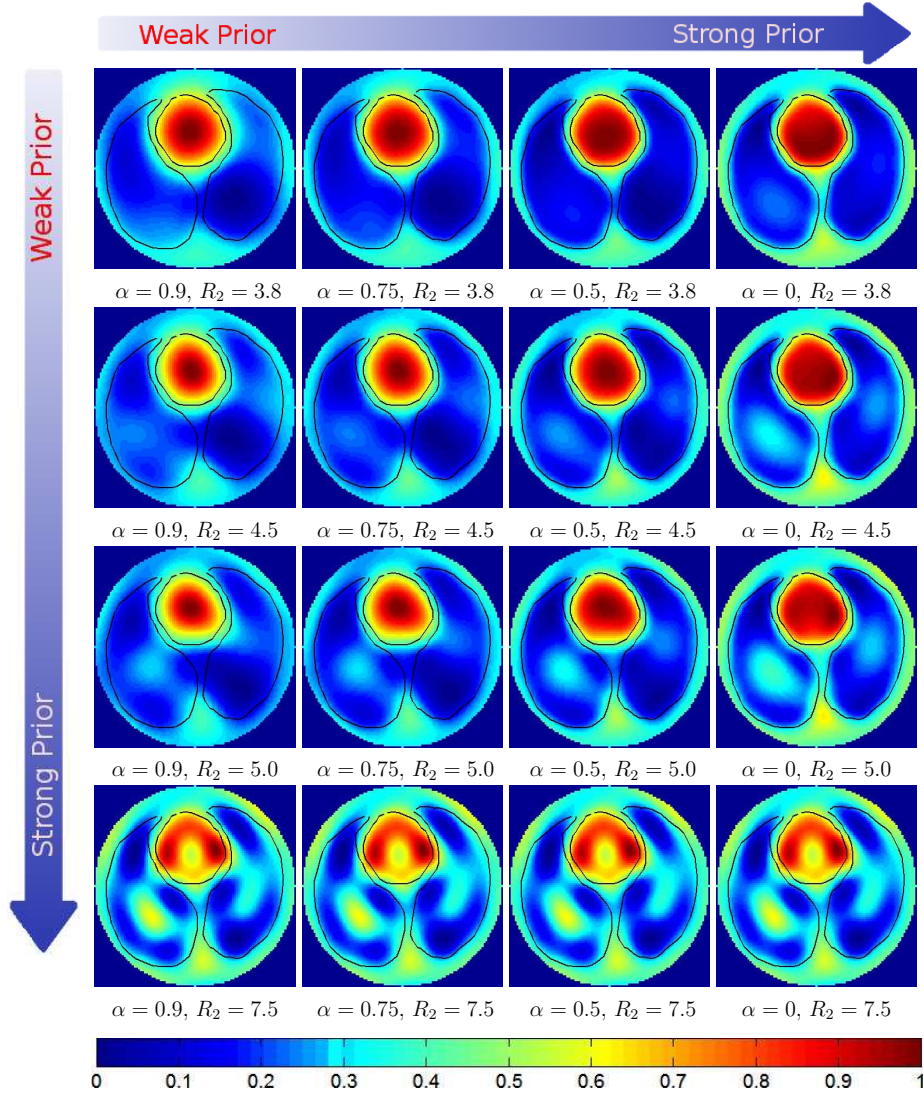 Weak Prior Strong Prior
Weak Prior
Strong Prior
α = 0.9, R₂ = 3.8 α = 0.75, R₂ = 3.8 α = 0.5, R₂ = 3.8 α = 0, R₂ = 3.8
α = 0.9, R₂ = 4.5 α = 0.75, R₂ = 4.5 α = 0.5, R₂ = 4.5 α = 0, R₂ = 4.5
α = 0.9, R₂ = 5.0 α = 0.75, R₂ = 5.0 α = 0.5, R₂ = 5.0 α = 0, R₂ = 5.0
α = 0.9, R₂ = 7.5 α = 0.75, R₂ = 7.5 α = 0.5, R₂ = 7.5 α = 0, R₂ = 7.5
0 0.1 0.2 0.3 0.4 0.5 0.6 0.7 0.8 0.9 1